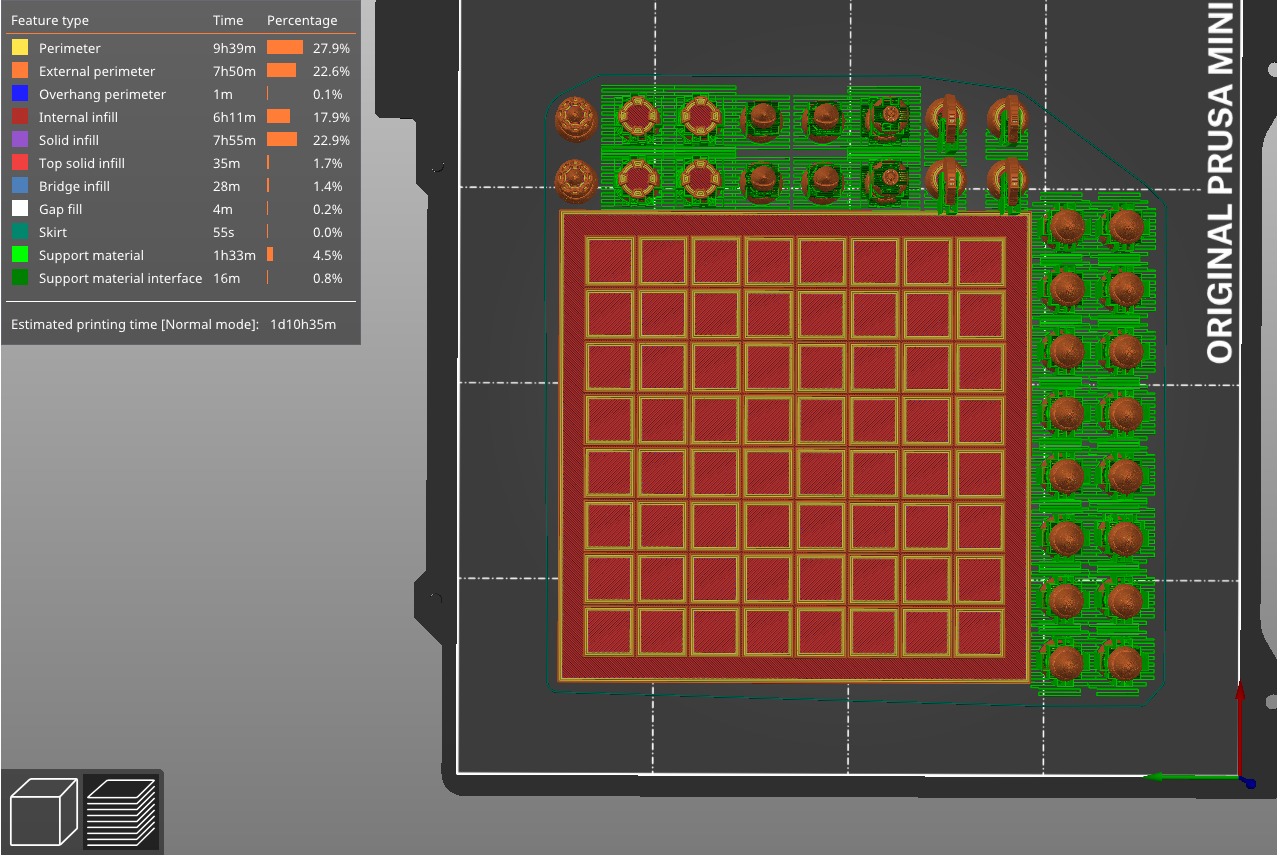 Feature type Time Percentage
Perimeter 9h39m 27.9%
External perimeter 7h50m 22.6%
Overhang perimeter 1m 0.1%
Internal infill 6h11m 17.9%
Solid infill 7h55m 22.9%
Top solid infill 35m 1.7%
Bridge infill 28m 1.4%
Gap fill 4m 0.2%
Skirt 55s 0.0%
Support material 1h33m 4.5%
Support material interface 16m 0.8%
Estimated printing time [Normal mode]: 1d10h35m
ORIGINAL PRUSA MINI